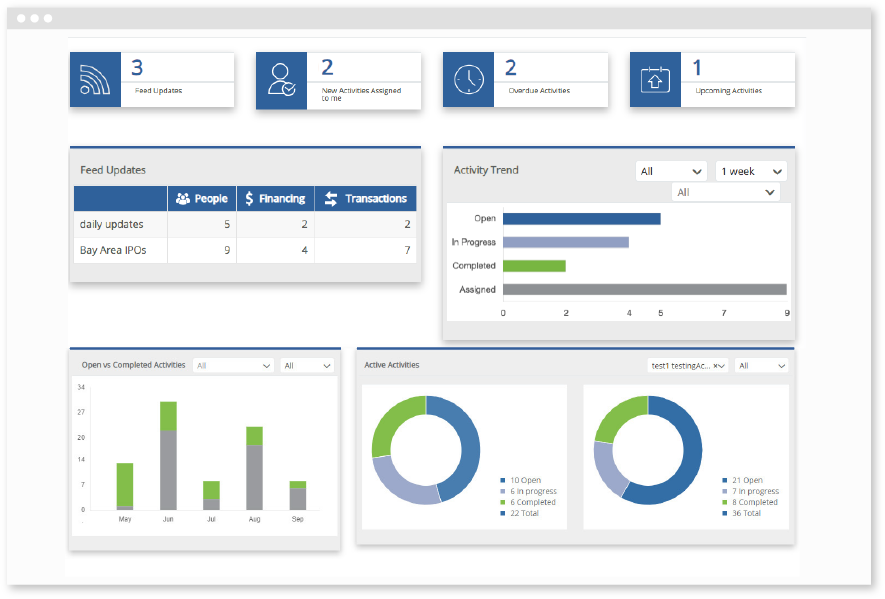 3
Feed Updates
2
New Activities Assigned
to me
2
Overdue Activities
1
Upcoming Activities
Feed Updates
People Financing Transactions
daily updates 5 2 2
Bay Area IPOs 9 4 7
Activity Trend All 1 week
All
Open
In Progress
Completed
Assigned
0 2 4 5 7 9
Open vs Completed Activities All All
34
27
20
14
7
0
May Jun Jul Aug Sep
Active Activities test1 testingAc... × All
10 Open
6 In progress
6 Completed
22 Total
21 Open
7 In progress
8 Completed
36 Total